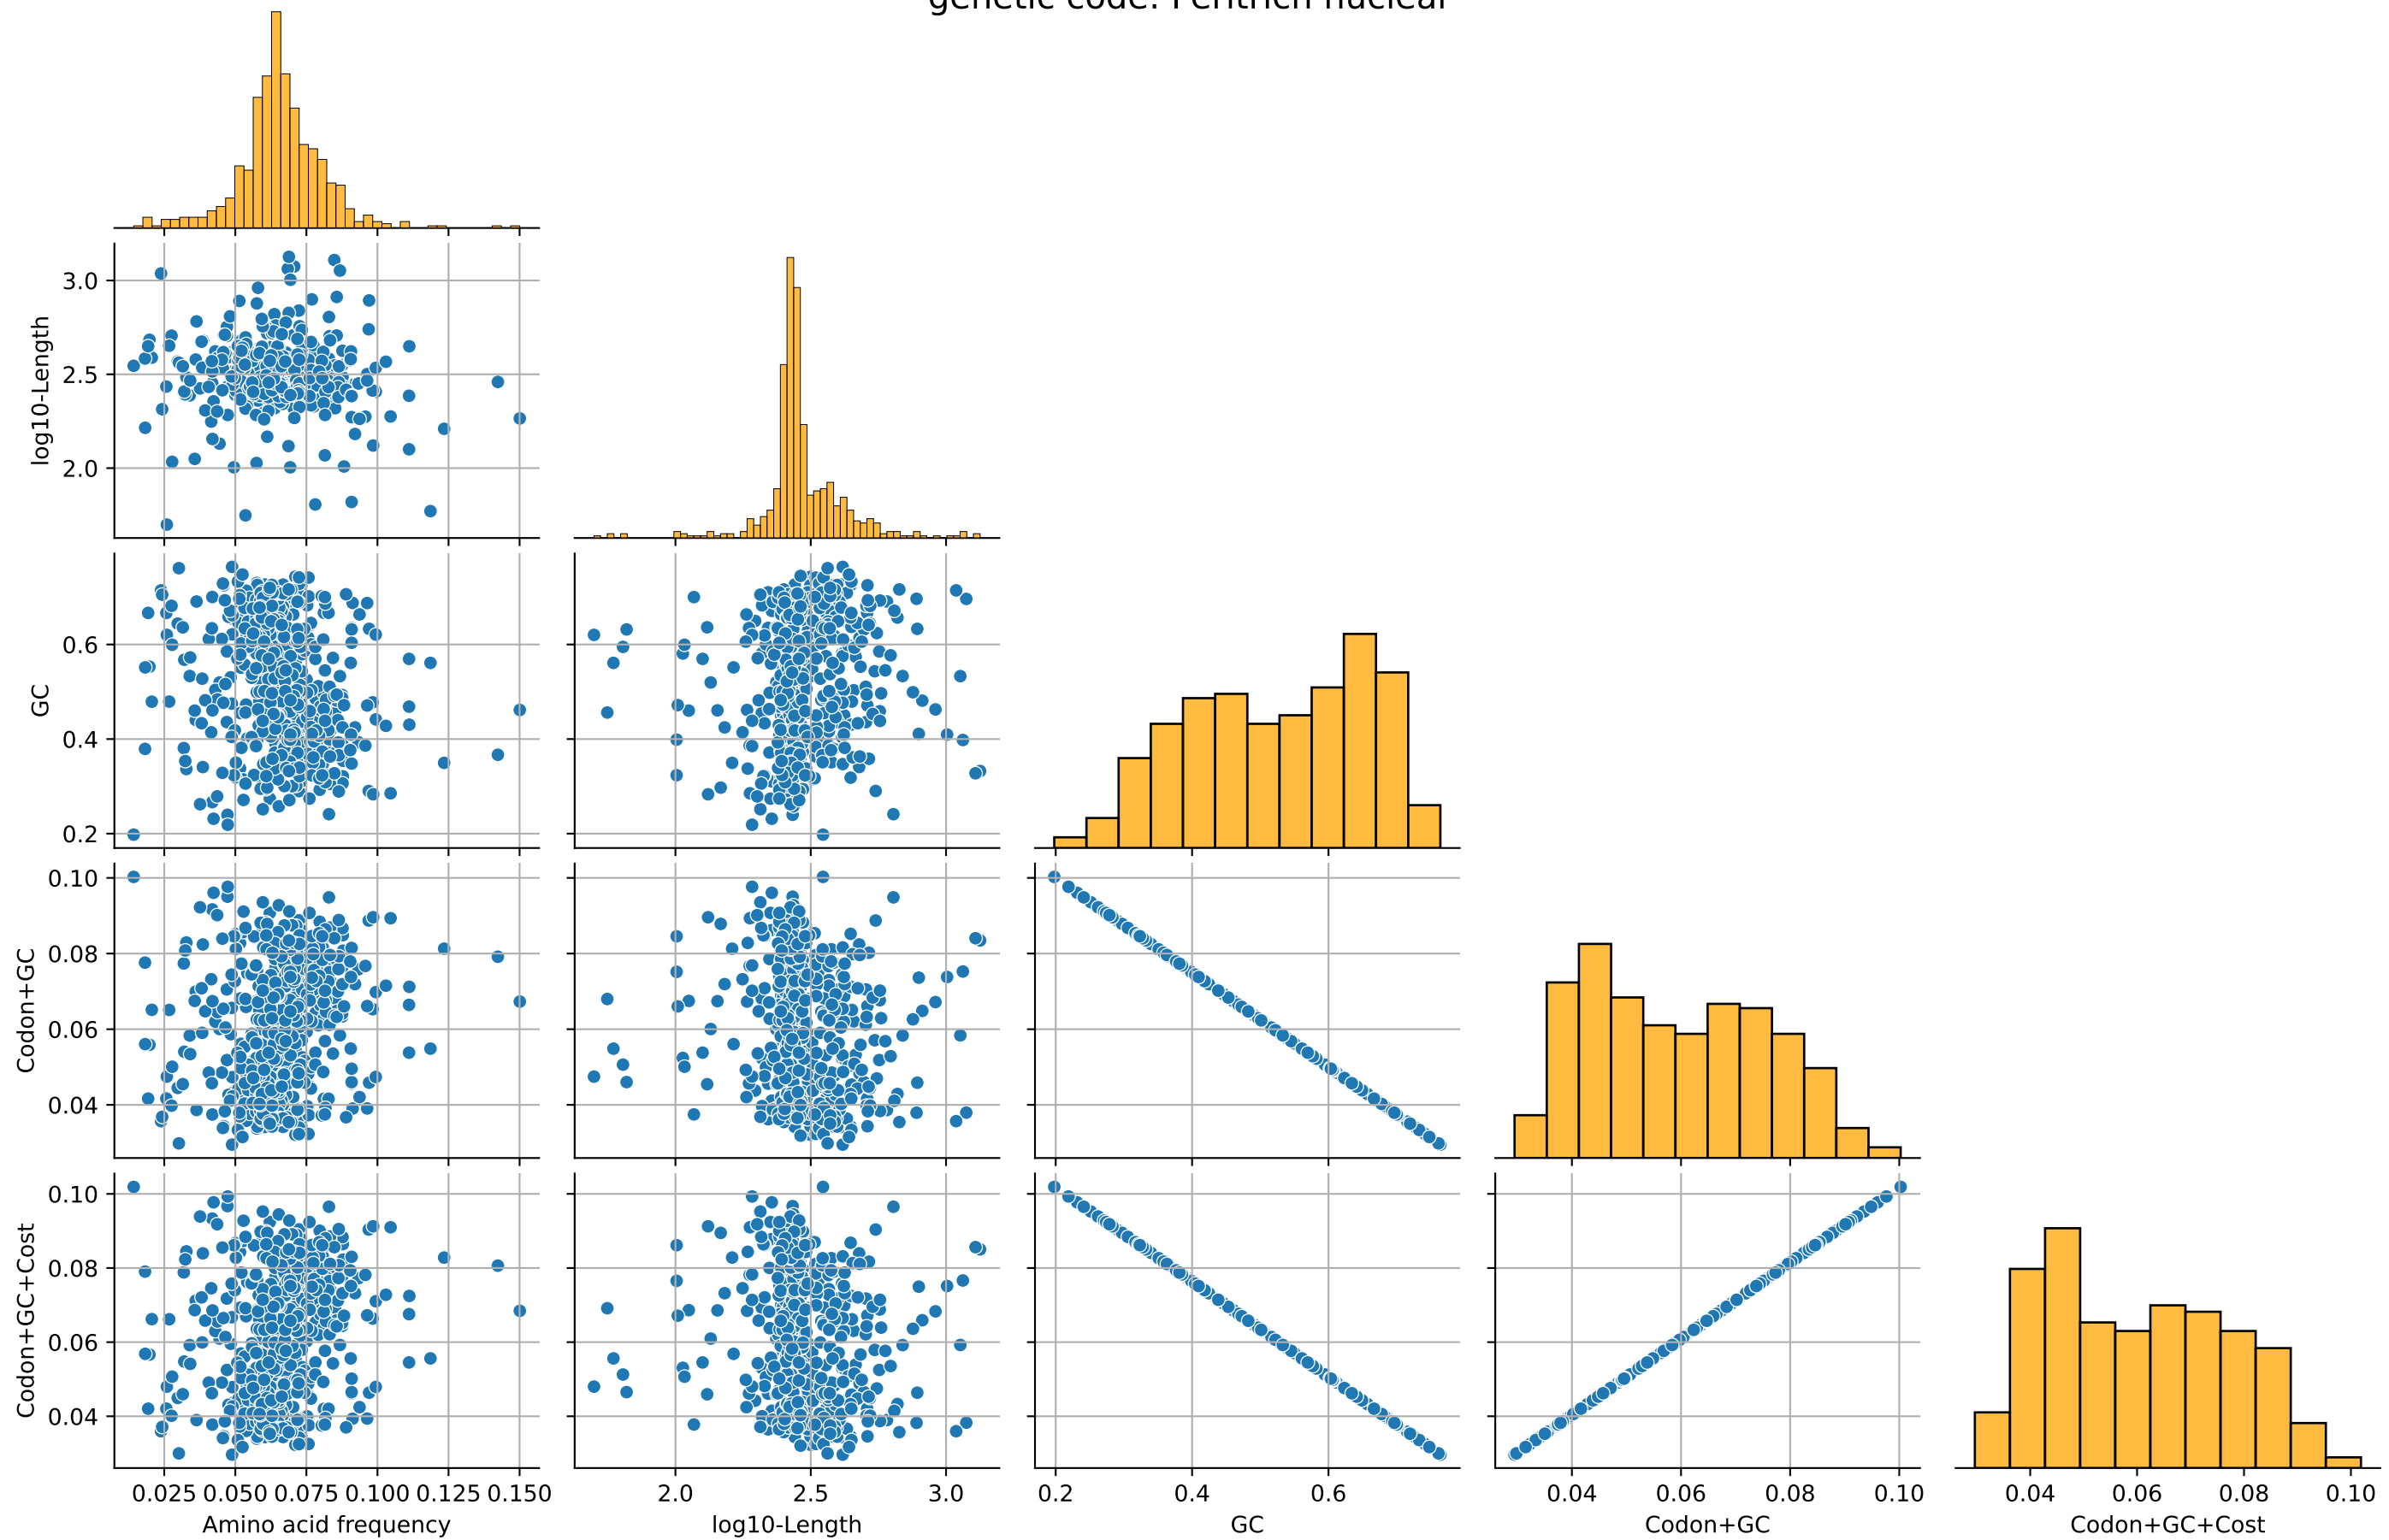 genetic code: Peritrich nuclear
3.0
2.5
2.0
log10-Length
0.6
0.4
0.2
GC
0.10
0.08
0.06
0.04
Codon+GC
0.10
0.08
0.06
0.04
Codon+GC+Cost
0.025 0.050 0.075 0.100 0.125 0.150
2.0 2.5 3.0
0.2 0.4 0.6
0.04 0.06 0.08 0.10
0.04 0.06 0.08 0.10
Amino acid frequency
log10-Length
GC
Codon+GC
Codon+GC+Cost